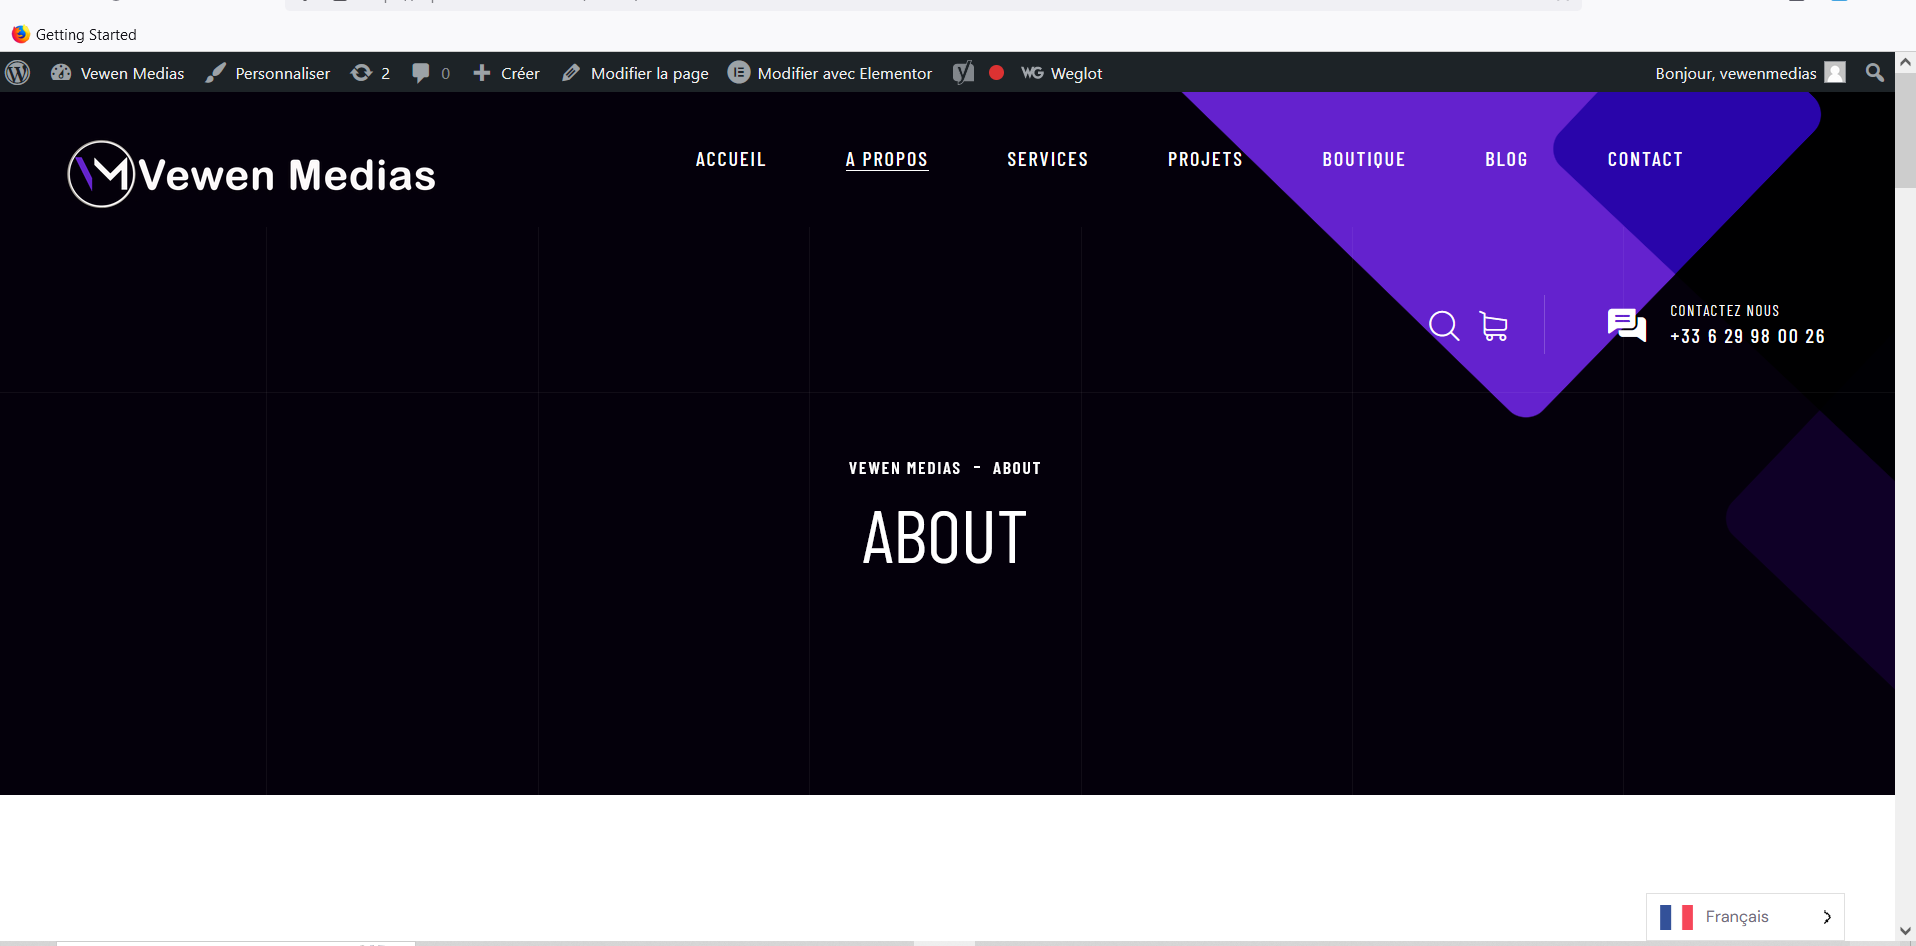 Getting Started
Vewen Medias Personnaliser 2 0 Créer Modifier la page Modifier avec Elementor WG Weglot Bonjour, vewenmedias
Vewen Medias ACCUEIL A PROPOS SERVICES PROJETS BOUTIQUE BLOG CONTACT
CONTACTEZ NOUS
+33 6 29 98 00 26
VEWEN MEDIAS - ABOUT
ABOUT
Français